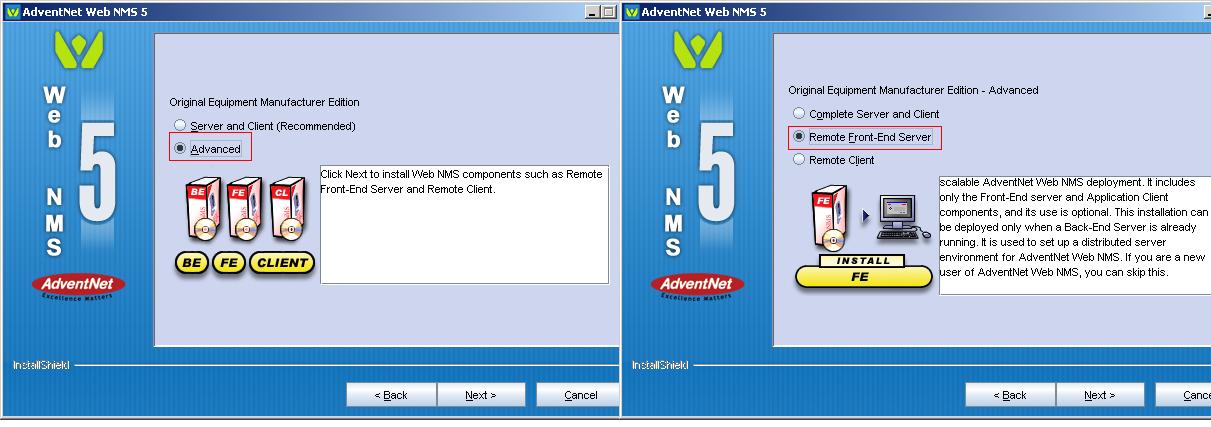 AdventNet Web NMS 5
Web NMS
5
AdventNet
Excellence Matters
Original Equipment Manufacturer Edition
Server and Client (Recommended)
Advanced
BE
FE
CL
NMS
NMS
NMS
BE
FE
CLIENT
Click Next to install Web NMS components such as Remote
Front-End Server and Remote Client.
InstallShield
< Back
Next >
Cancel
AdventNet Web NMS 5
Web NMS
5
AdventNet
Excellence Matters
Original Equipment Manufacturer Edition - Advanced
Complete Server and Client
Remote Front-End Server
Remote Client
FE
NMS
INSTALL
FE
scalable AdventNet Web NMS deployment. It includes
only the Front-End server and Application Client
components, and its use is optional. This installation can
be deployed only when a Back-End Server is already
running. It is used to set up a distributed server
environment for AdventNet Web NMS. If you are a new
user of AdventNet Web NMS, you can skip this.
InstallShield
< Back
Next >
Cance